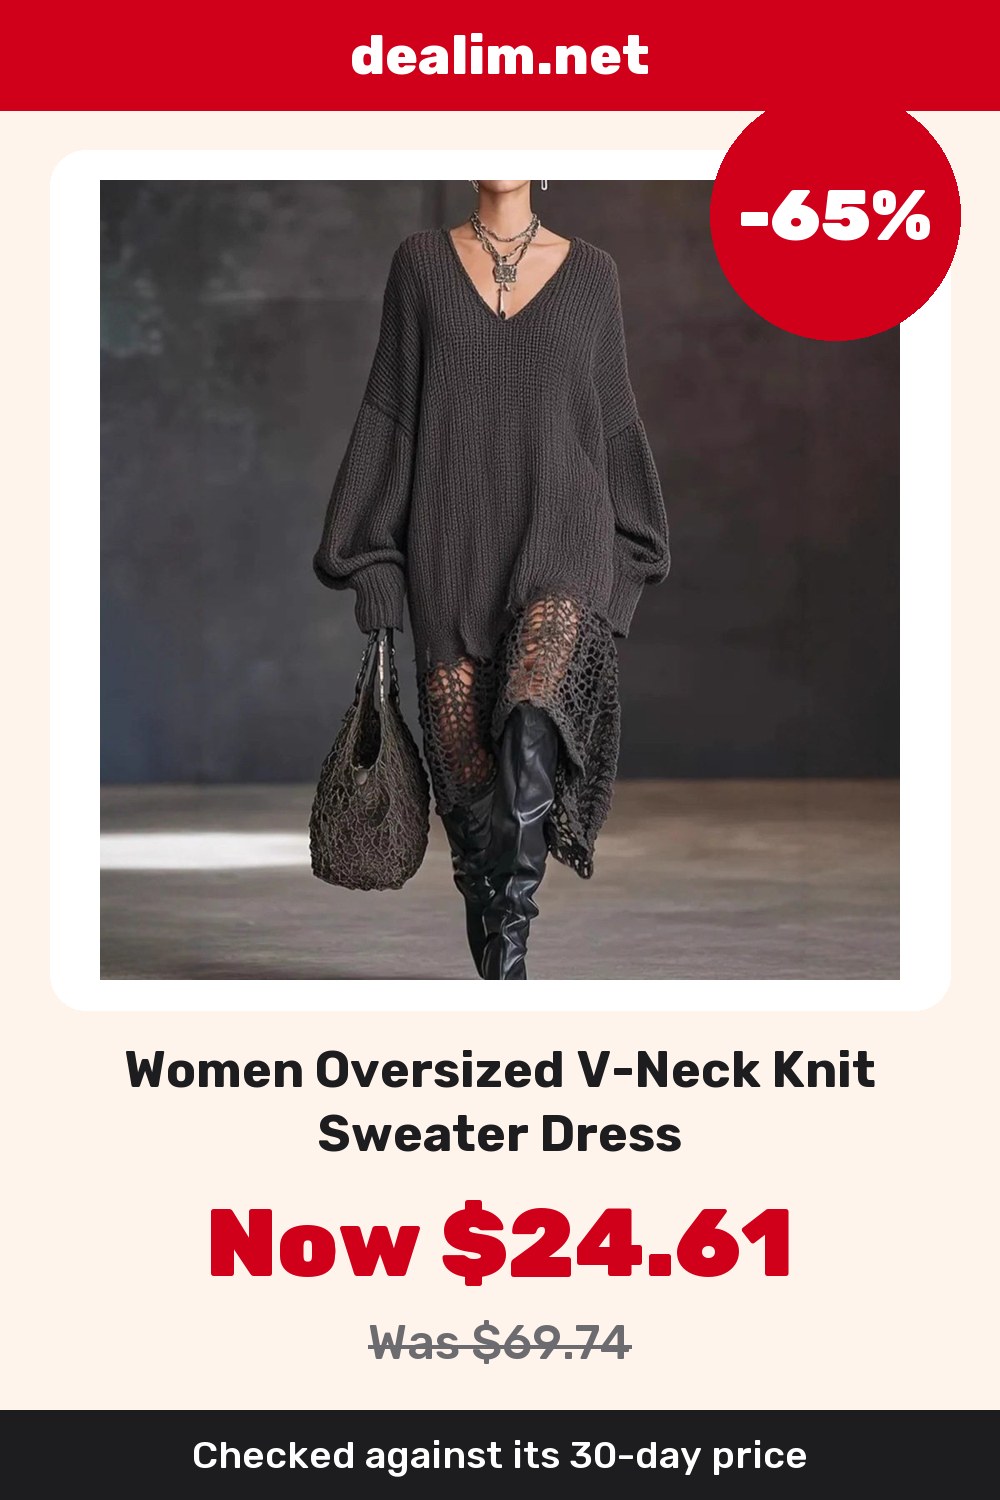 dealim.net
-65%
Women Oversized V-Neck Knit
Sweater Dress
Now $24.61
Was $69.74
Checked against its 30-day price